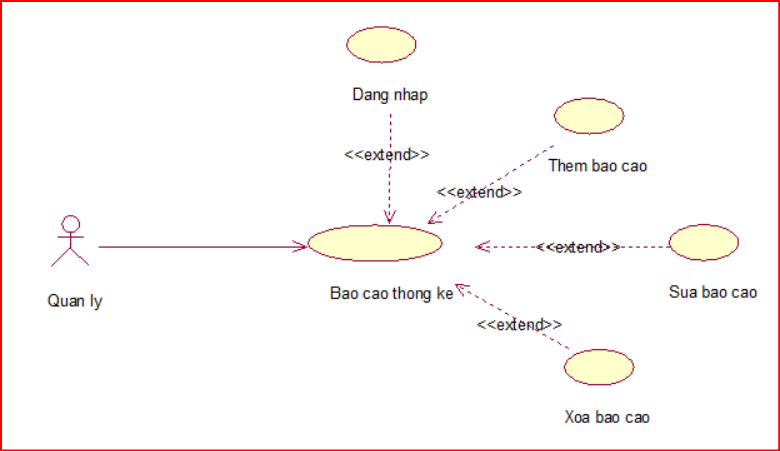 Dang nhap
<<extend>>
Them bao cao
<<extend>>
<<extend>>
Quan ly
Bao cao thong ke
Sua bao cao
<<extend>>
Xoa bao cao